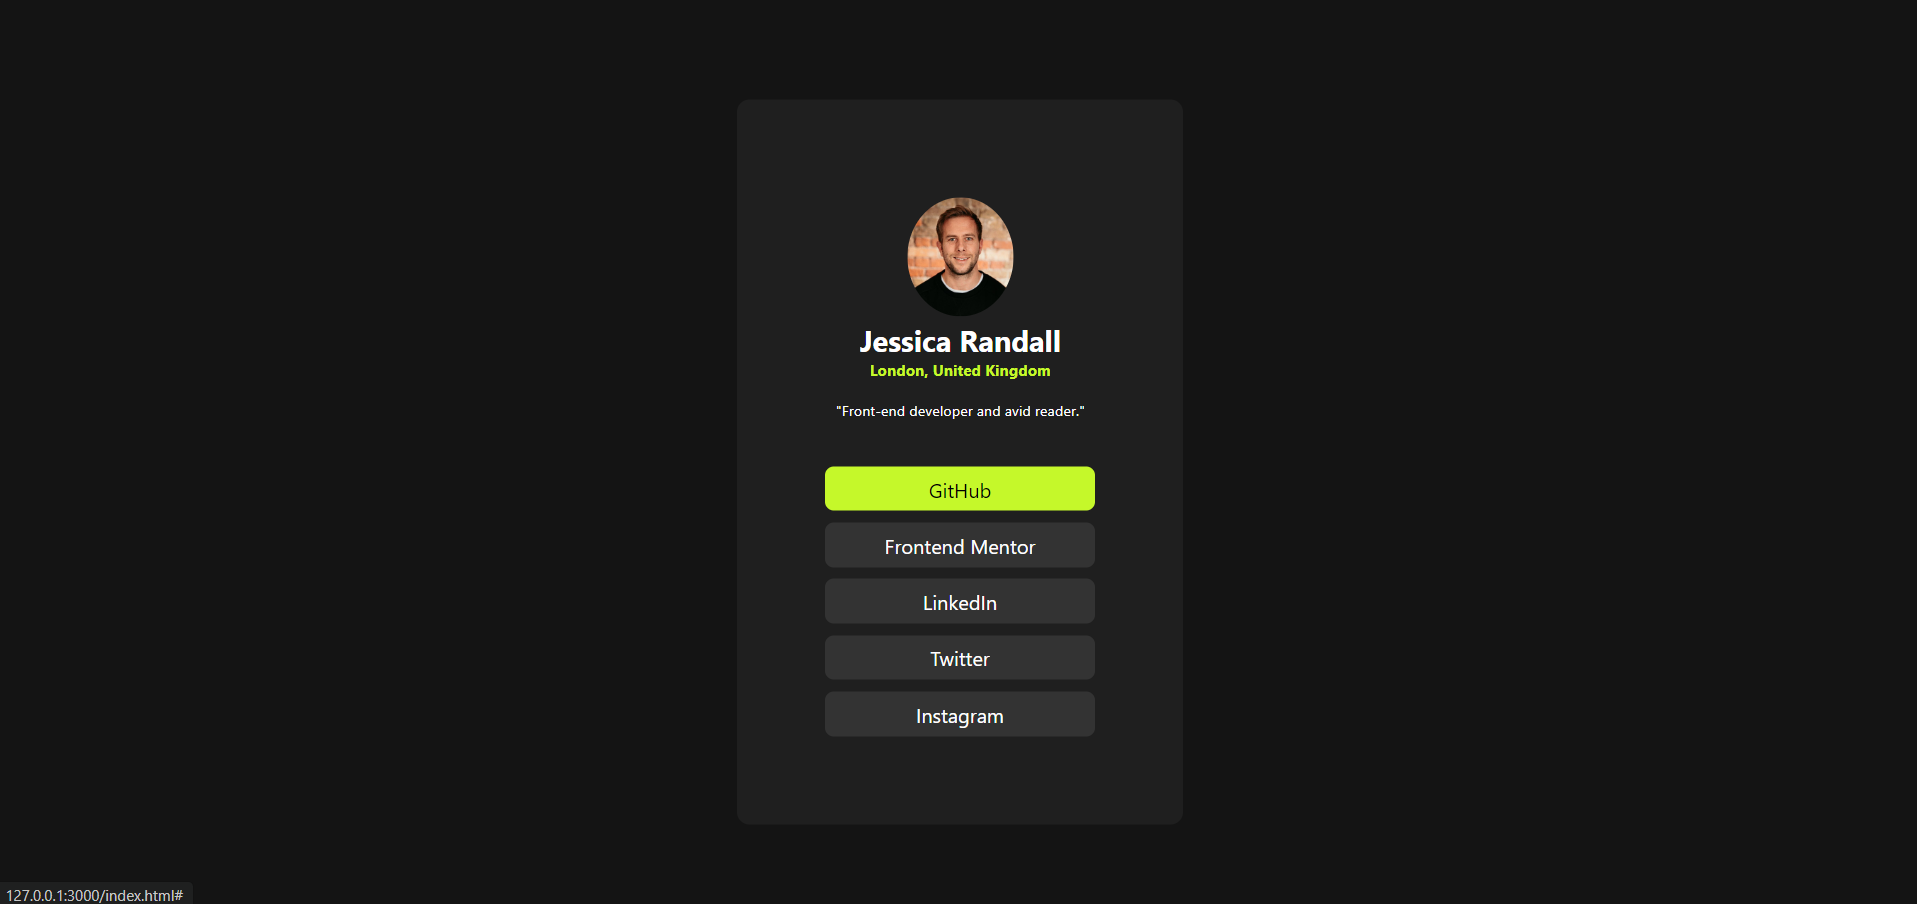 Jessica Randall
London, United Kingdom
"Front-end developer and avid reader."
GitHub
Frontend Mentor
LinkedIn
Twitter
Instagram
127.0.0.1:3000/index.html#